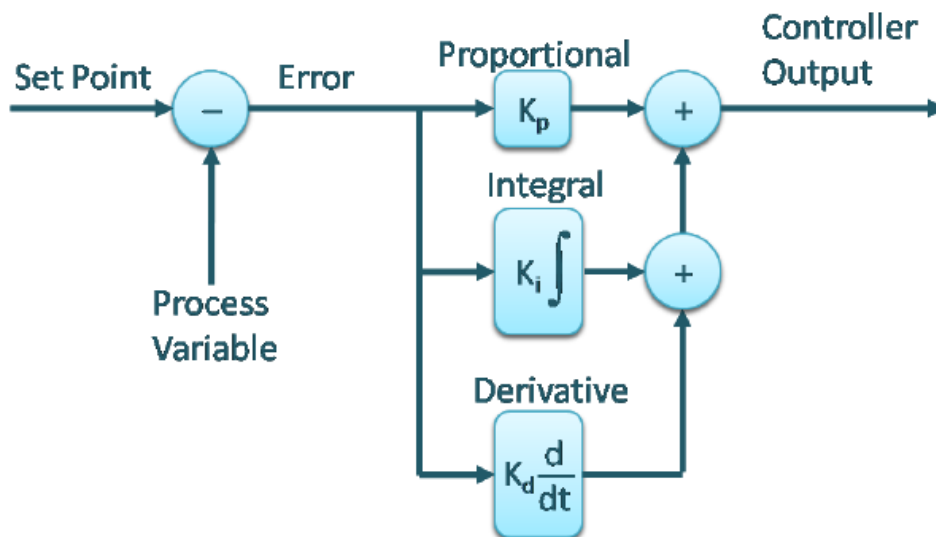 Set Point
−
Error
Process
Variable
Proportional
Kp
+
Controller
Output
Integral
Ki ∫
+
Derivative
Kd d/dt